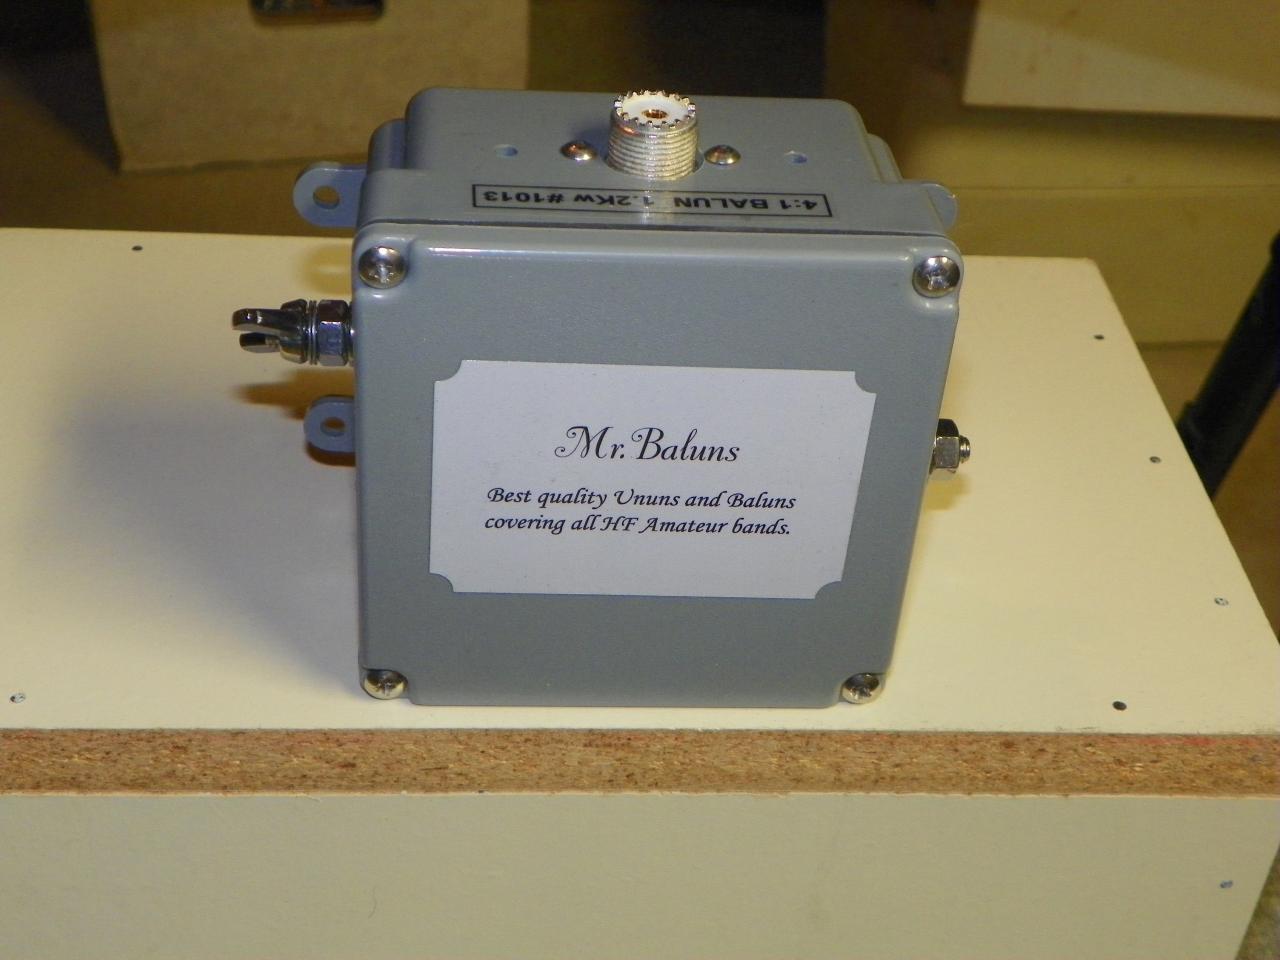 4:1 BALUN 1.2Kw #1013
Mr. Baluns
Best quality Ununs and Baluns
covering all HF Amateur bands.